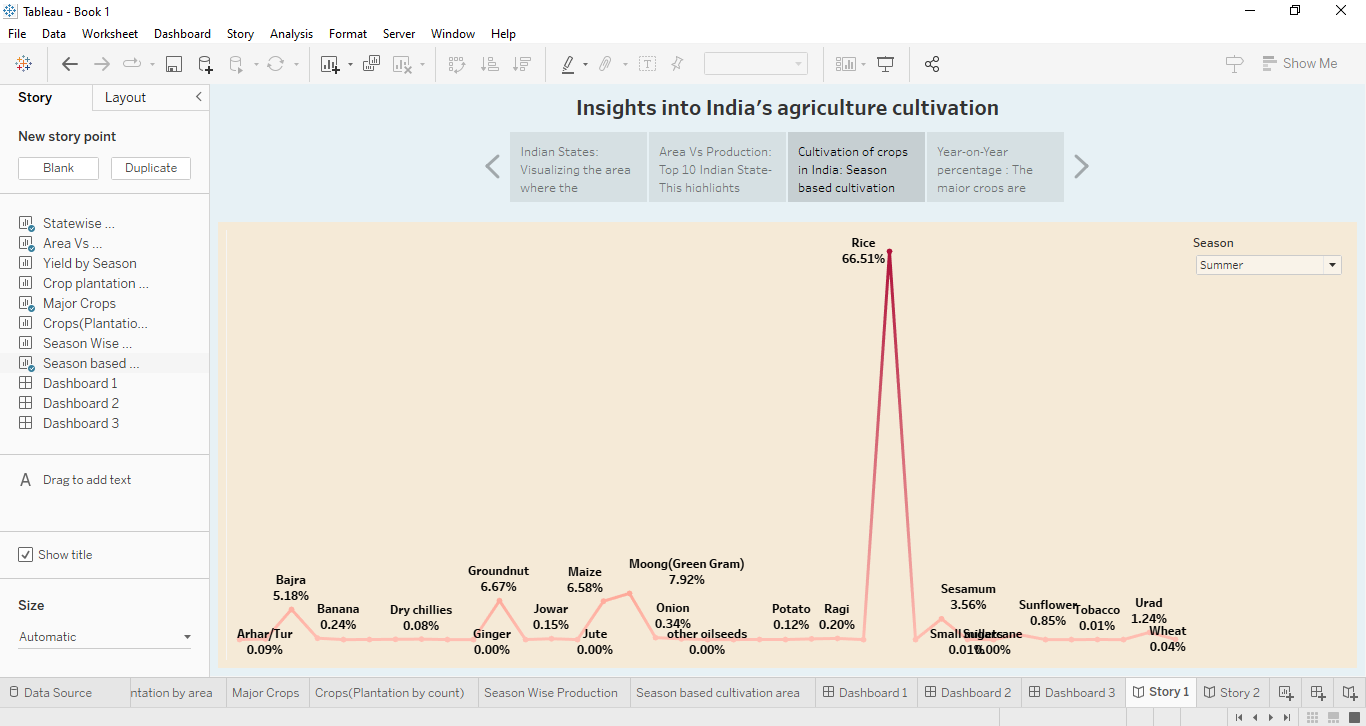 Tableau - Book 1
File Data Worksheet Dashboard Story Analysis Format Server Window Help
Show Me
Story Layout
New story point
Blank Duplicate
Statewise ...
Area Vs ...
Yield by Season
Crop plantation ...
Major Crops
Crops(Plantatio...
Season Wise ...
Season based ...
Dashboard 1
Dashboard 2
Dashboard 3
A Drag to add text
Show title
Size
Automatic
Insights into India's agriculture cultivation
Indian States:
Visualizing the area
where the
Area Vs Production:
Top 10 Indian State-
This highlights
Cultivation of crops
in India: Season
based cultivation
Year-on-Year
percentage : The
major crops are
Season
Summer
Rice
66.51%
Arhar/Tur
0.09%
Bajra
5.18%
Banana
0.24%
Dry chillies
0.08%
Groundnut
6.67%
Ginger
0.00%
Jowar
0.15%
Maize
6.58%
Jute
0.00%
Moong(Green Gram)
7.92%
Onion
0.34%
other oilseeds
0.00%
Potato
0.12%
Ragi
0.20%
Sesamum
3.56%
Small millets
0.01%
Sugarcane
0.00%
Sunflower
0.85%
Tobacco
0.01%
Urad
1.24%
Wheat
0.04%
Data Source ntation by area Major Crops Crops(Plantation by count) Season Wise Production Season based cultivation area Dashboard 1 Dashboard 2 Dashboard 3 Story 1 Story 2